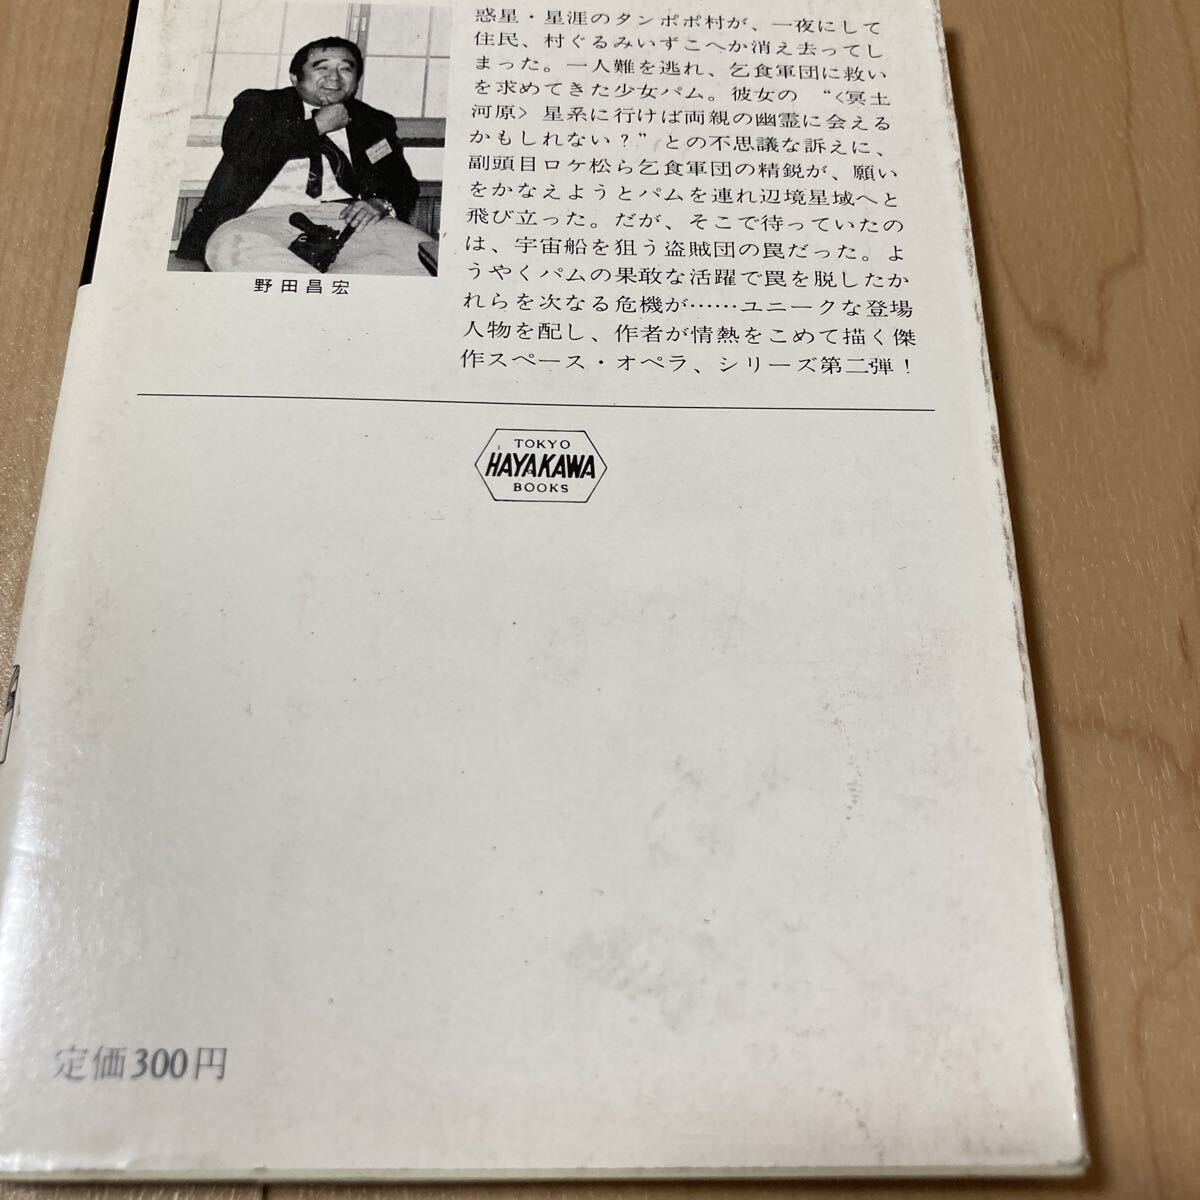 惑星・星涯のタンポポ村が、一夜にして
住民、村ぐるみいずこへか消え去ってし
まった。一人難を逃れ、乞食軍団に救い
を求めてきた少女パム。彼女の “〈冥土
河原〉星系に行けば両親の幽霊に会える
かもしれない？” との不思議な訴えに、
副頭目ロケ松ら乞食軍団の精鋭が、願い
をかなえようとパムを連れ辺境星域へと
飛び立った。だが、そこで待っていたの
は、宇宙船を狙う盗賊団の罠だった。よ
うやくパムの果敢な活躍で罠を脱したか
れらを次なる危機が……ユニークな登場
人物を配し、作者が情熱をこめて描く傑
作スペース・オペラ、シリーズ第二弾！
野田昌宏
TOKYO
HAYAKAWA
BOOKS
定価300円